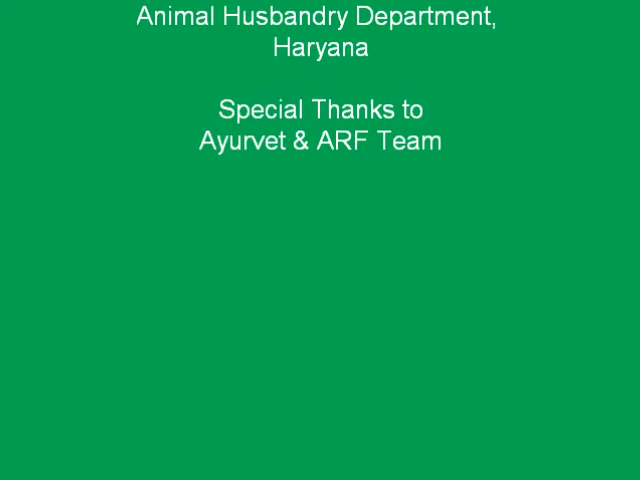 Animal Husbandry Department,
Haryana
Special Thanks to
Ayurvet & ARF Team